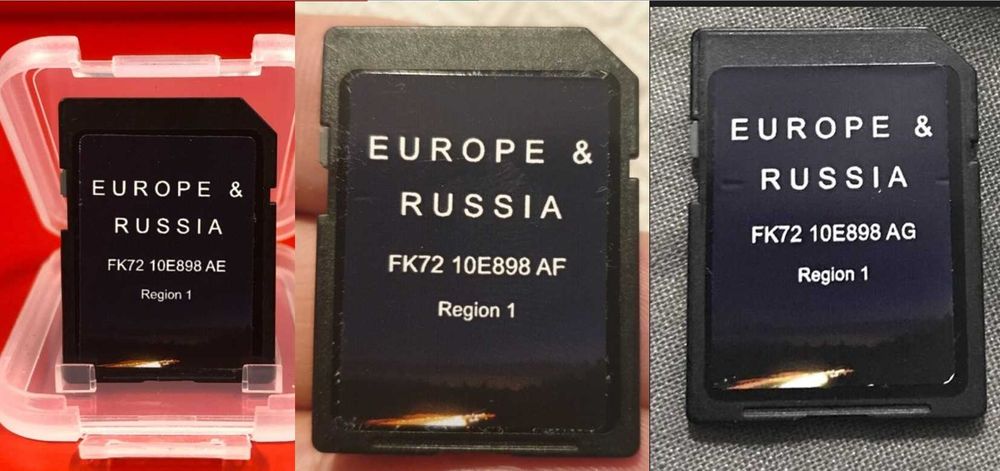 EUROPE &
RUSSIA
FK72 10E898 AE
Region 1
EUROPE &
RUSSIA
FK72 10E898 AF
Region 1
EUROPE &
RUSSIA
FK72 10E898 AG
Region 1